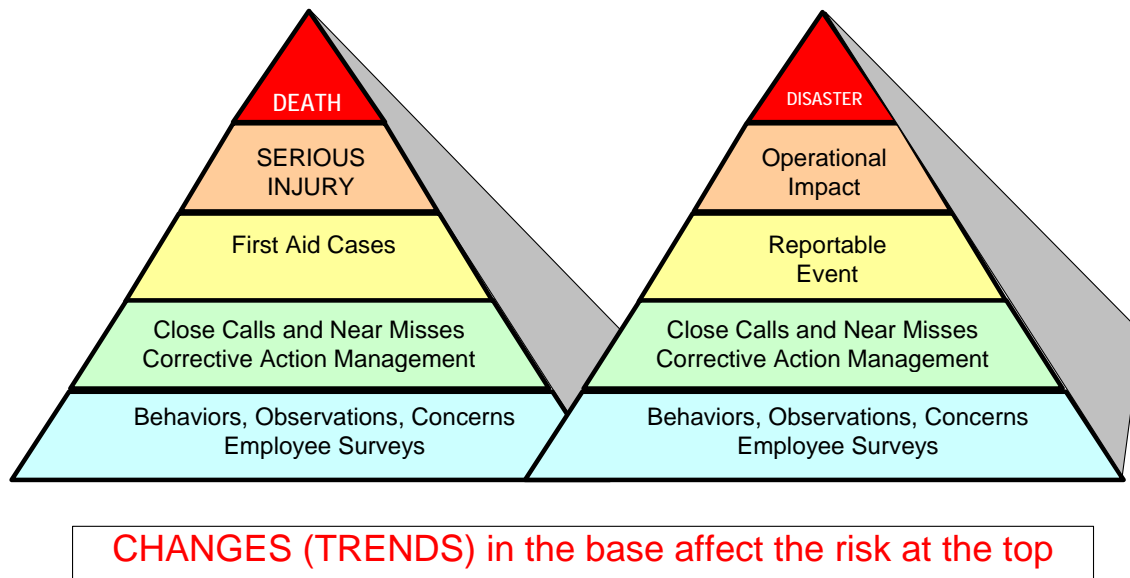 DEATH
SERIOUS
INJURY
First Aid Cases
Close Calls and Near Misses
Corrective Action Management
Behaviors, Observations, Concerns
Employee Surveys
DISASTER
Operational
Impact
Reportable
Event
Close Calls and Near Misses
Corrective Action Management
Behaviors, Observations, Concerns
Employee Surveys
CHANGES (TRENDS) in the base affect the risk at the top